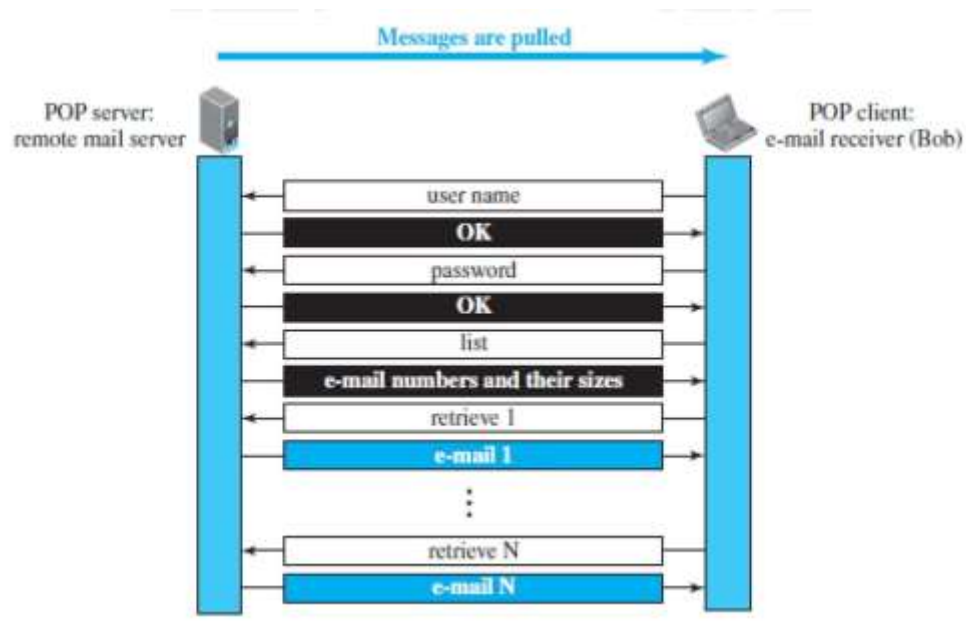 Messages are pulled
POP server:
remote mail server
POP client:
e-mail receiver (Bob)
user name
OK
password
OK
list
e-mail numbers and their sizes
retrieve 1
e-mail 1
retrieve N
e-mail N